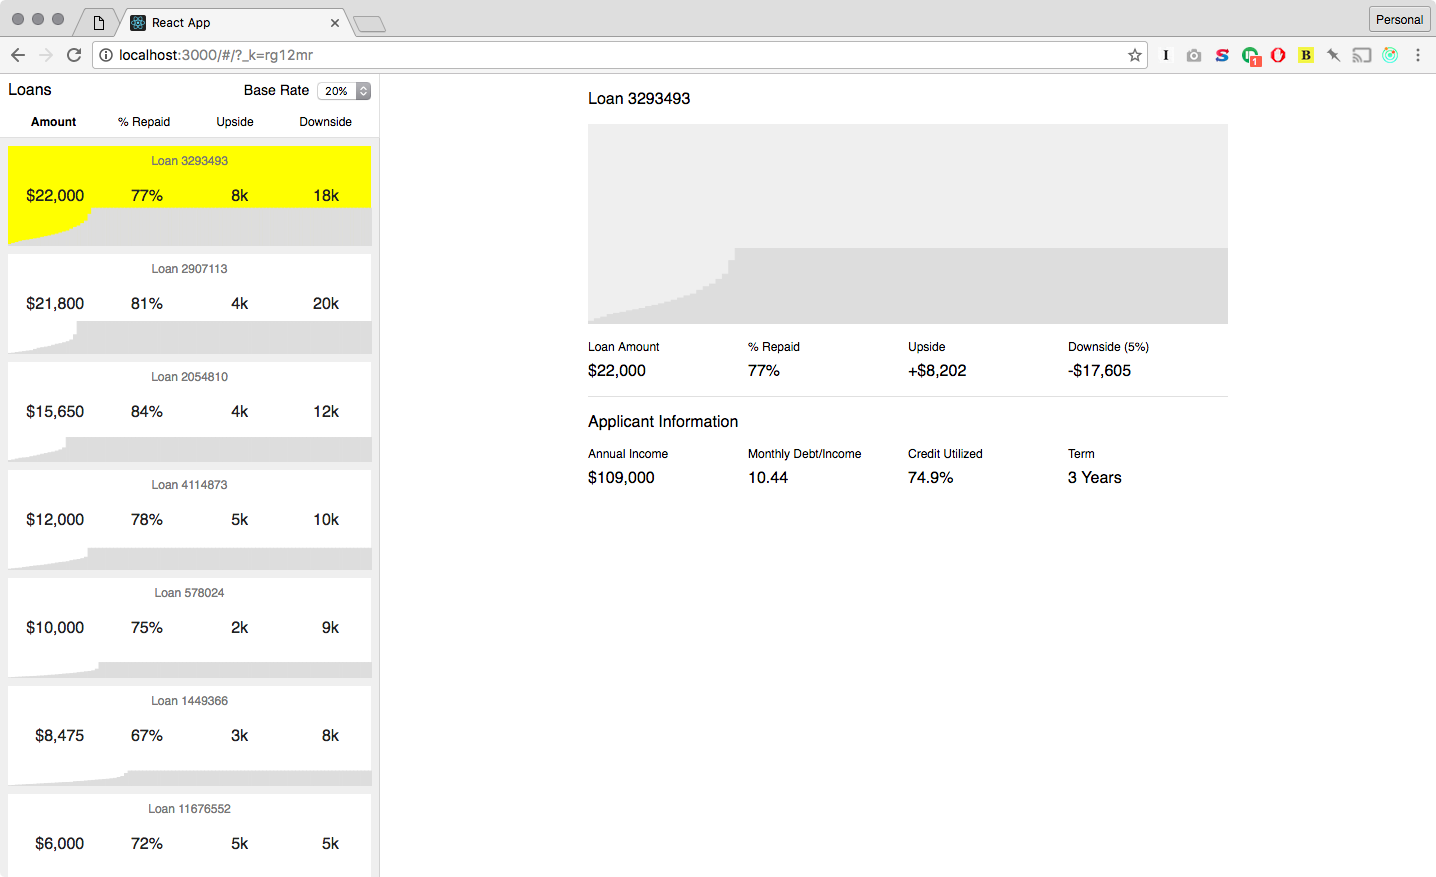 React App
Personal
localhost:3000/#/?_k=rg12mr
I
S
1
B
Loans
Base Rate 20%
Amount % Repaid Upside Downside
Loan 3293493
$22,000 77% 8k 18k
Loan 2907113
$21,800 81% 4k 20k
Loan 2054810
$15,650 84% 4k 12k
Loan 4114873
$12,000 78% 5k 10k
Loan 578024
$10,000 75% 2k 9k
Loan 1449366
$8,475 67% 3k 8k
Loan 11676552
$6,000 72% 5k 5k
Loan 3293493
Loan Amount % Repaid Upside Downside (5%)
$22,000 77% +$8,202 -$17,605
Applicant Information
Annual Income Monthly Debt/Income Credit Utilized Term
$109,000 10.44 74.9% 3 Years